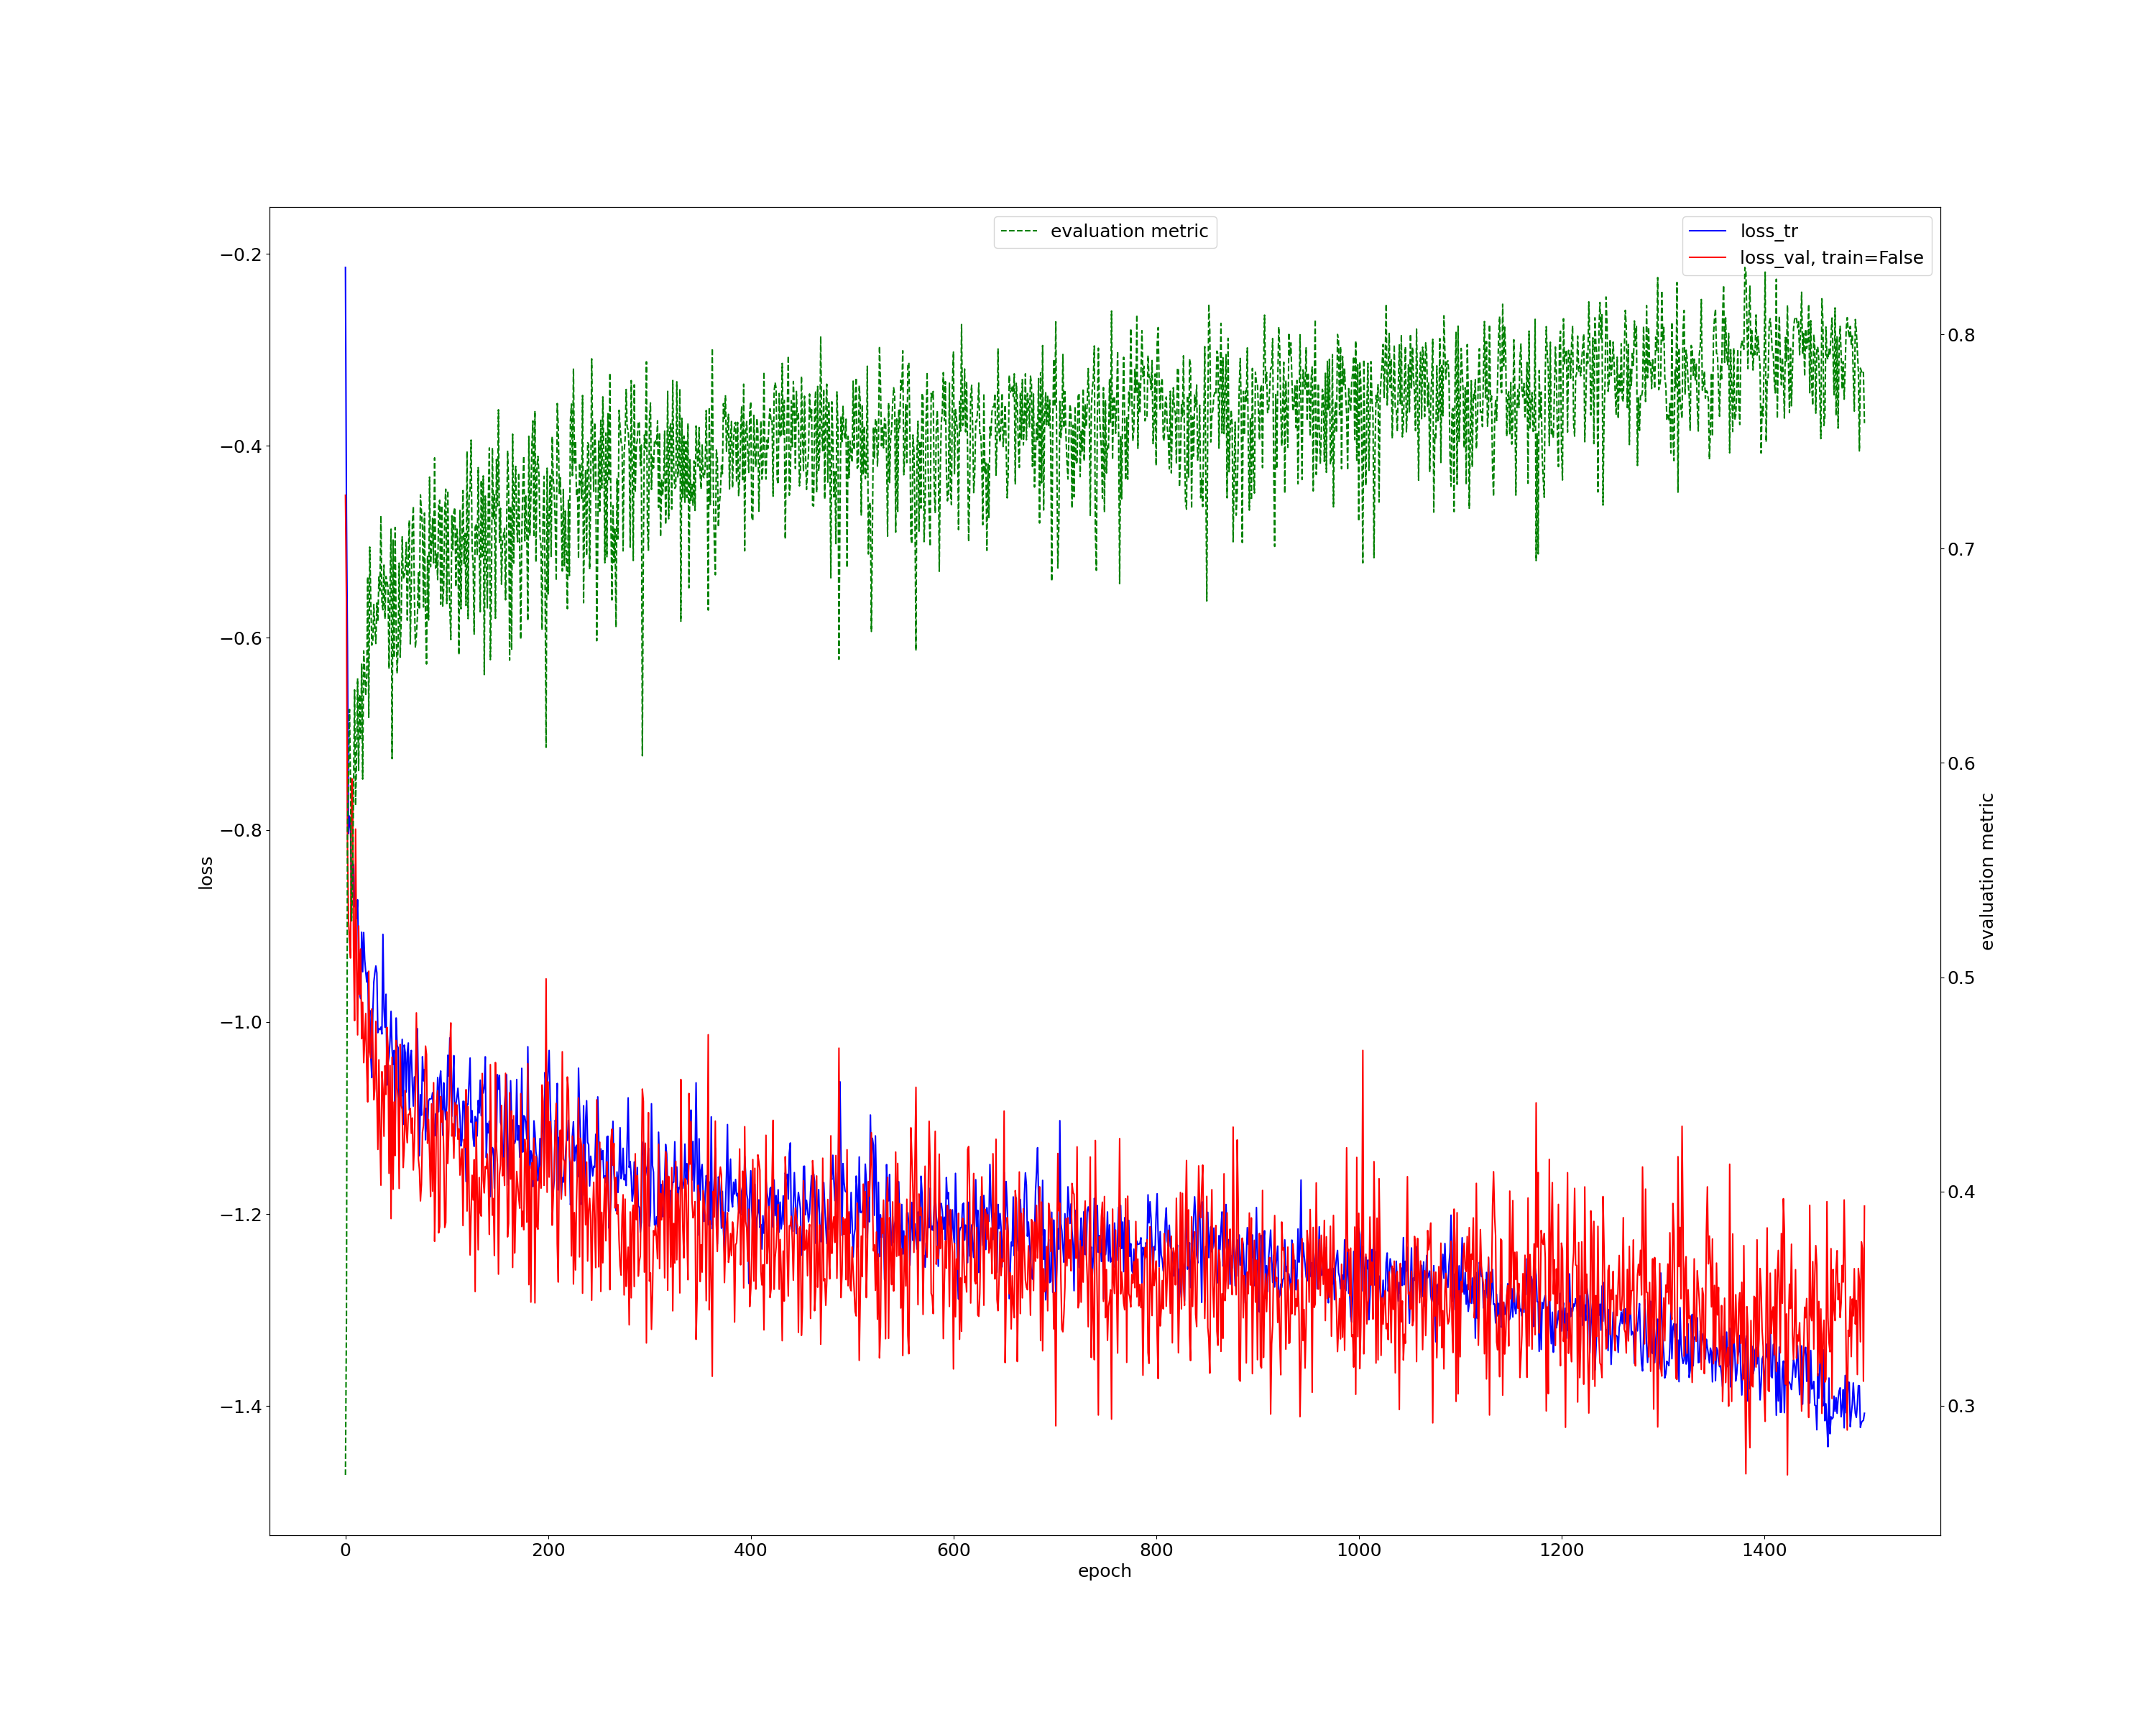 evaluation metric
loss_tr
loss_val, train=False
−0.2
−0.4
−0.6
−0.8
−1.0
−1.2
−1.4
loss
0.8
0.7
0.6
0.5
0.4
0.3
evaluation metric
0 200 400 600 800 1000 1200 1400
epoch